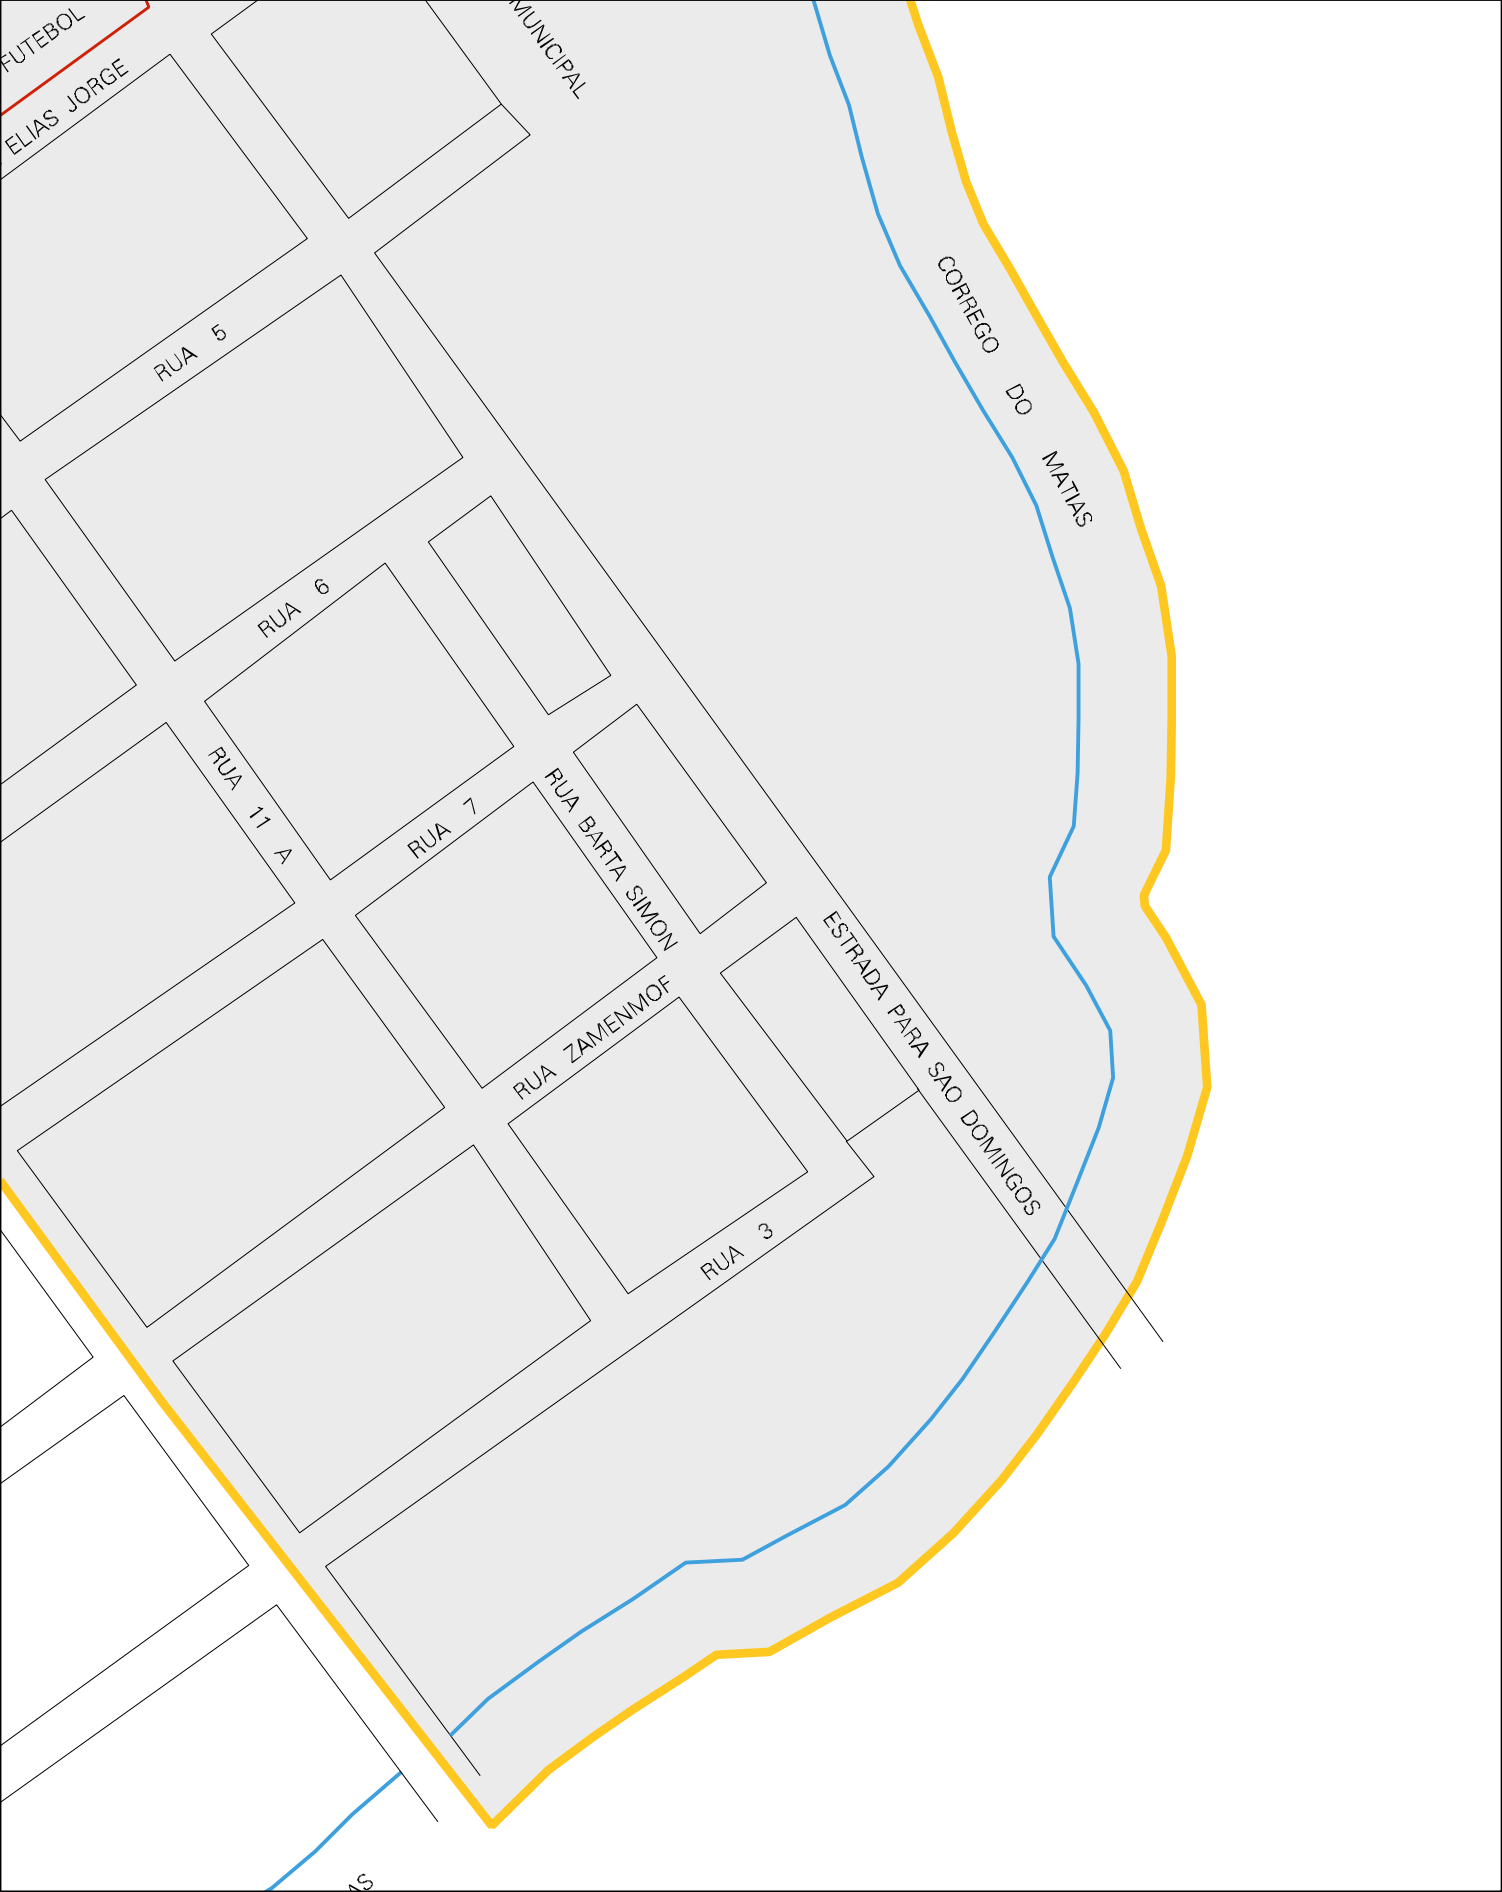 FUTEBOL
ELIAS JORGE
MUNICIPAL
CORREGO DO MATIAS
RUA 5
RUA 6
RUA 11 A
RUA 7
RUA BARTA SIMON
RUA ZAMENMOF
ESTRADA PARA SAO DOMINGOS
RUA 3
AS